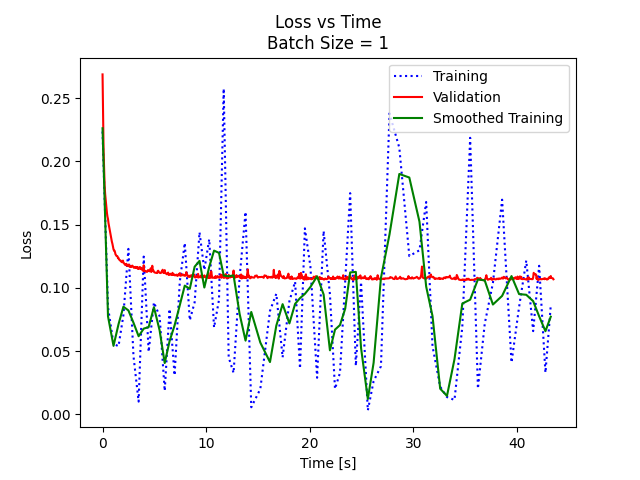 Loss vs Time
Batch Size = 1
Training
Validation
Smoothed Training
0.25
0.20
0.15
0.10
0.05
0.00
Loss
0 10 20 30 40
Time [s]